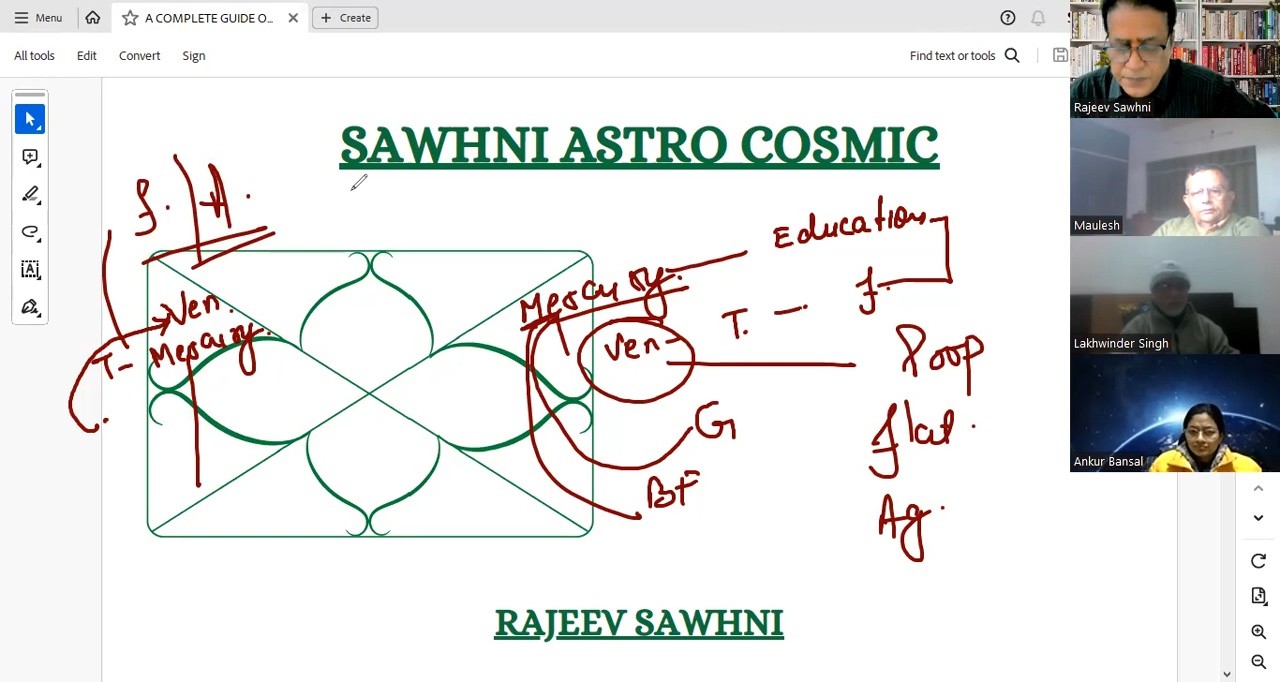 Menu
A COMPLETE GUIDE O...
Create
All tools
Edit
Convert
Sign
Find text or tools
SAWHNI ASTRO COSMIC
Education
Mercury.
Ven.
T-
Mercury.
Ven
T. -
G
BF
flat.
Ag.
RAJEEV SAWHNI
Rajeev Sawhni
Maulesh
Lakhwinder Singh
Ankur Bansal